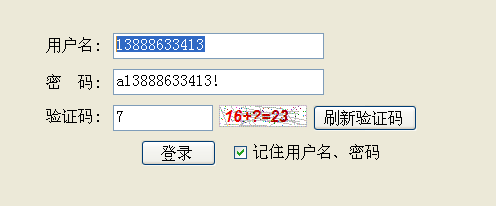 用户名: 13888633413
密 码: a13888633413!
验证码: 7 16+?=23 刷新验证码
登录 记住用户名、密码